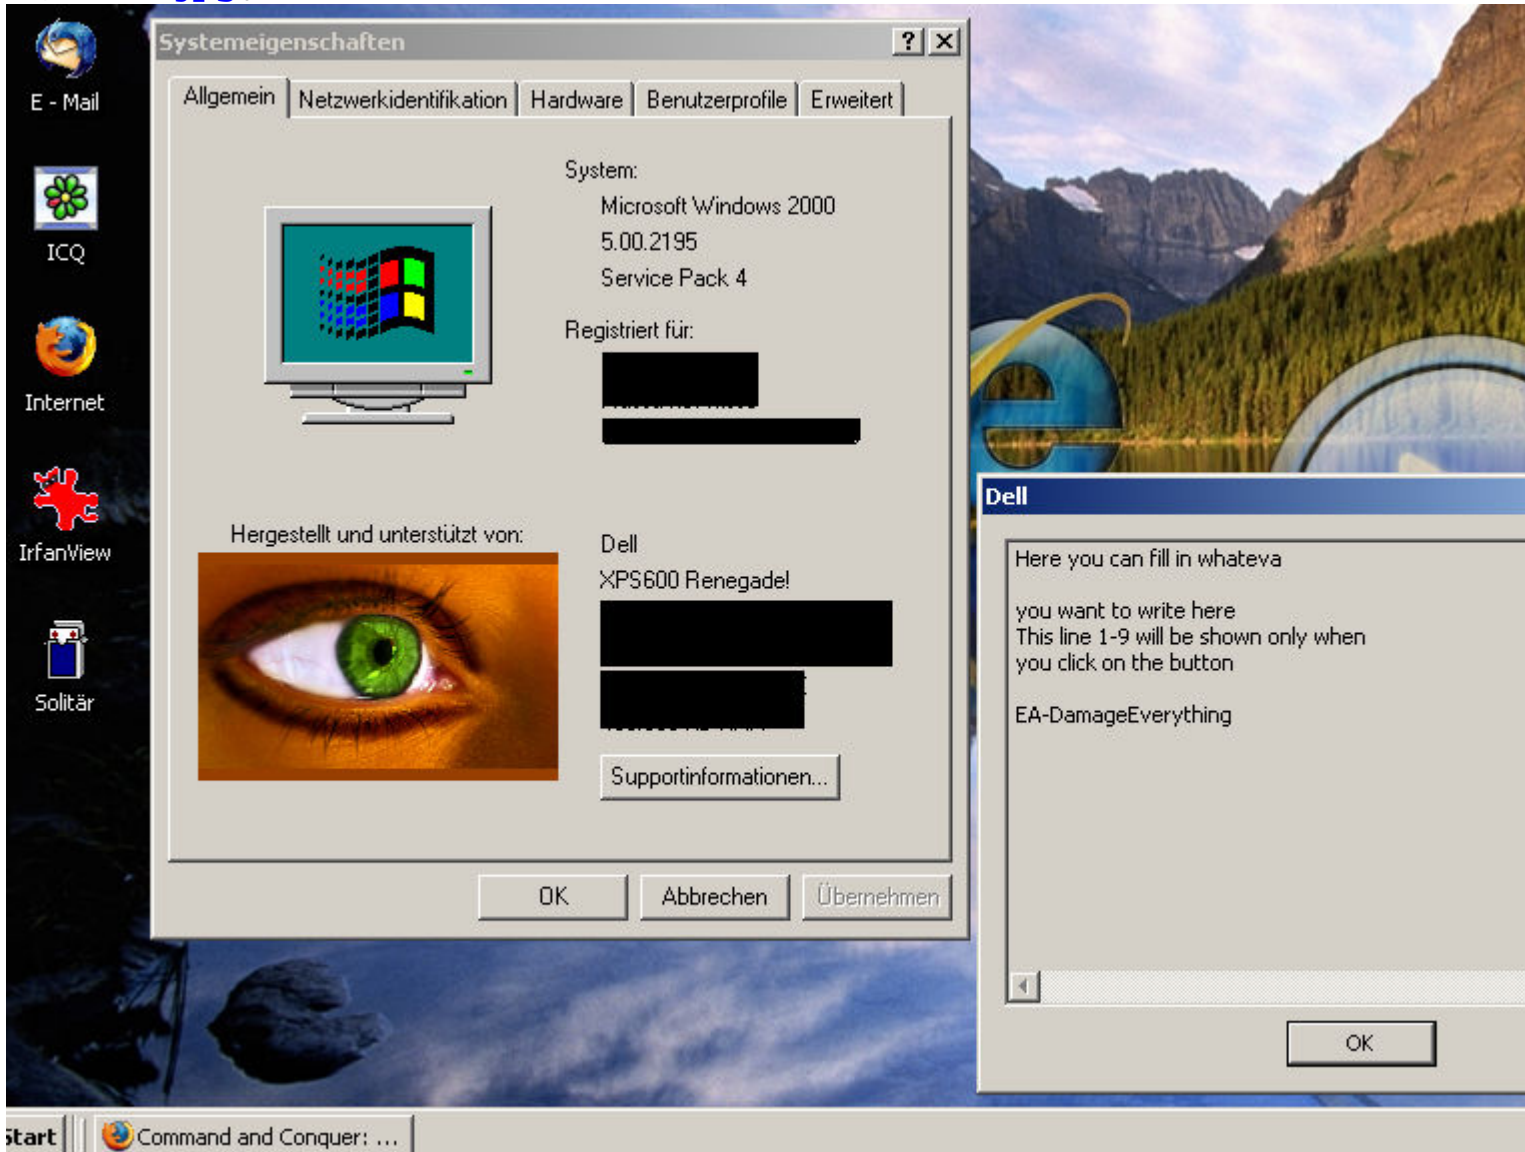 E - Mail
ICQ
Internet
IrfanView
Solitär
Systemeigenschaften
Allgemein
Netzwerkidentifikation
Hardware
Benutzerprofile
Erweitert
System:
Microsoft Windows 2000
5.00.2195
Service Pack 4
Registriert für:
Hergestellt und unterstützt von:
Dell
XPS600 Renegade!
Supportinformationen...
OK
Abbrechen
Übernehmen
Dell
Here you can fill in whateva
you want to write here
This line 1-9 will be shown only when
you click on the button
EA-DamageEverything
OK
Start
Command and Conquer: ...